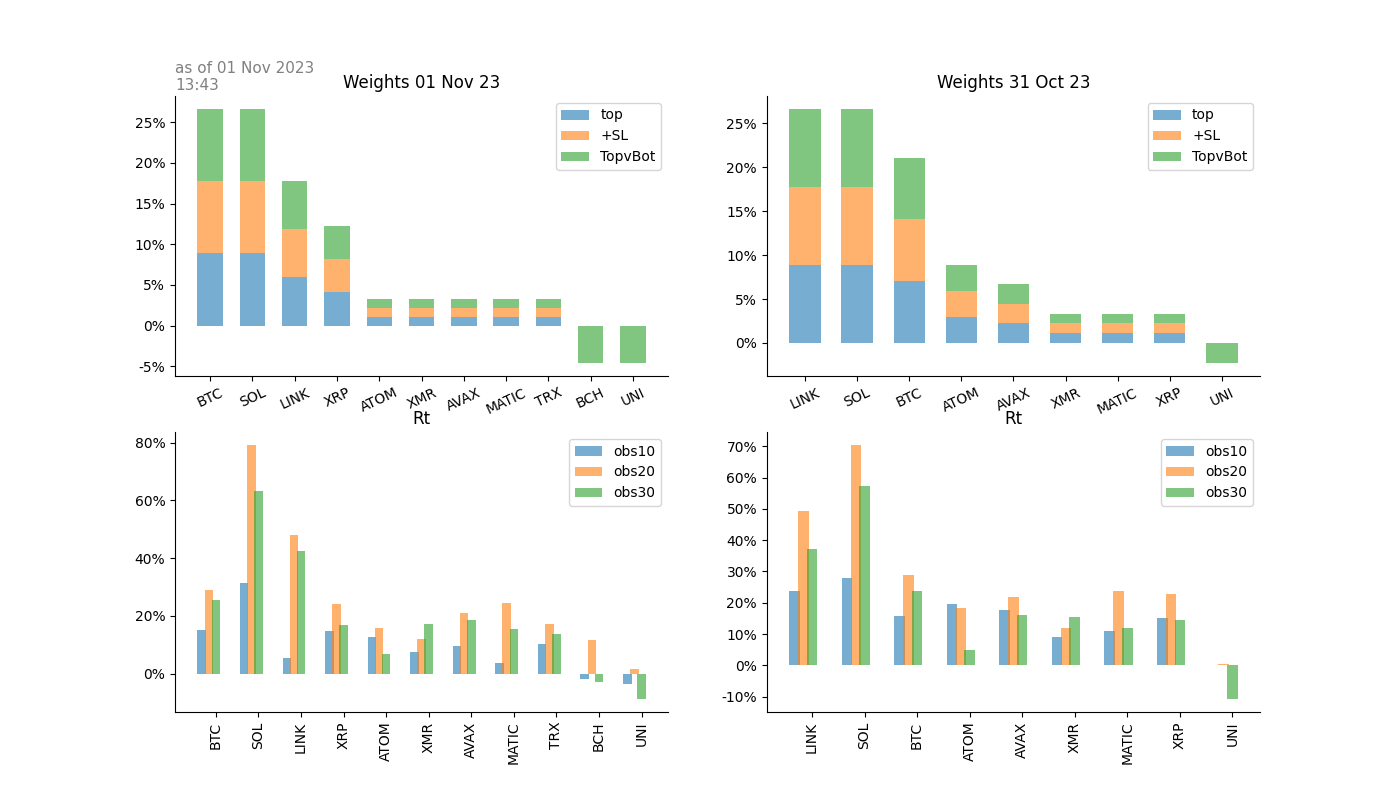 as of 01 Nov 2023
13:43
Weights 01 Nov 23
25%
20%
15%
10%
5%
0%
-5%
top
+SL
TopvBot
BTC SOL LINK XRP ATOM XMR AVAX MATIC TRX BCH UNI
Weights 31 Oct 23
25%
20%
15%
10%
5%
0%
top
+SL
TopvBot
LINK SOL BTC ATOM AVAX XMR MATIC XRP UNI
Rt
80%
60%
40%
20%
0%
obs10
obs20
obs30
BTC SOL LINK XRP ATOM XMR AVAX MATIC TRX BCH UNI
Rt
70%
60%
50%
40%
30%
20%
10%
0%
-10%
obs10
obs20
obs30
LINK SOL BTC ATOM AVAX XMR MATIC XRP UNI